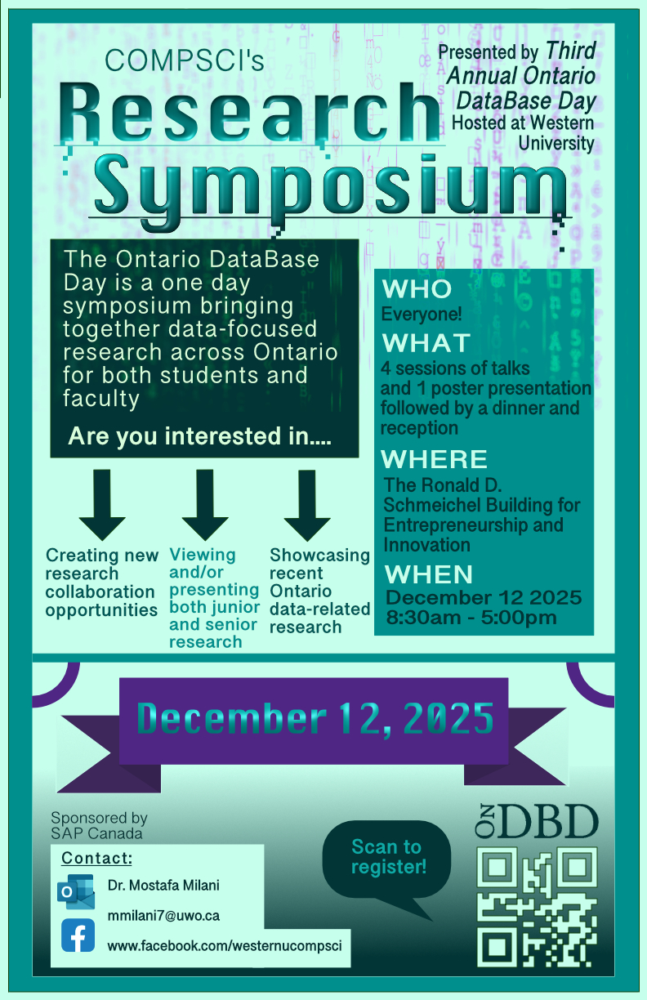 COMPSCI's
Research
Symposium
Presented by Third
Annual Ontario
DataBase Day
Hosted at Western
University
The Ontario DataBase
Day is a one day
symposium bringing
together data-focused
research across Ontario
for both students and
faculty
Are you interested in....
Creating new
research
collaboration
opportunities
Viewing
and/or
presenting
both junior
and senior
research
Showcasing
recent
Ontario
data-related
research
WHO
Everyone!
WHAT
4 sessions of talks
and 1 poster presentation
followed by a dinner and
reception
WHERE
The Ronald D.
Schmeichel Building for
Entrepreneurship and
Innovation
WHEN
December 12 2025
8:30am - 5:00pm
December 12, 2025
Sponsored by
SAP Canada
Contact:
Dr. Mostafa Milani
mmilani7@uwo.ca
www.facebook.com/westernucompsci
Scan to
register!
ON DBD